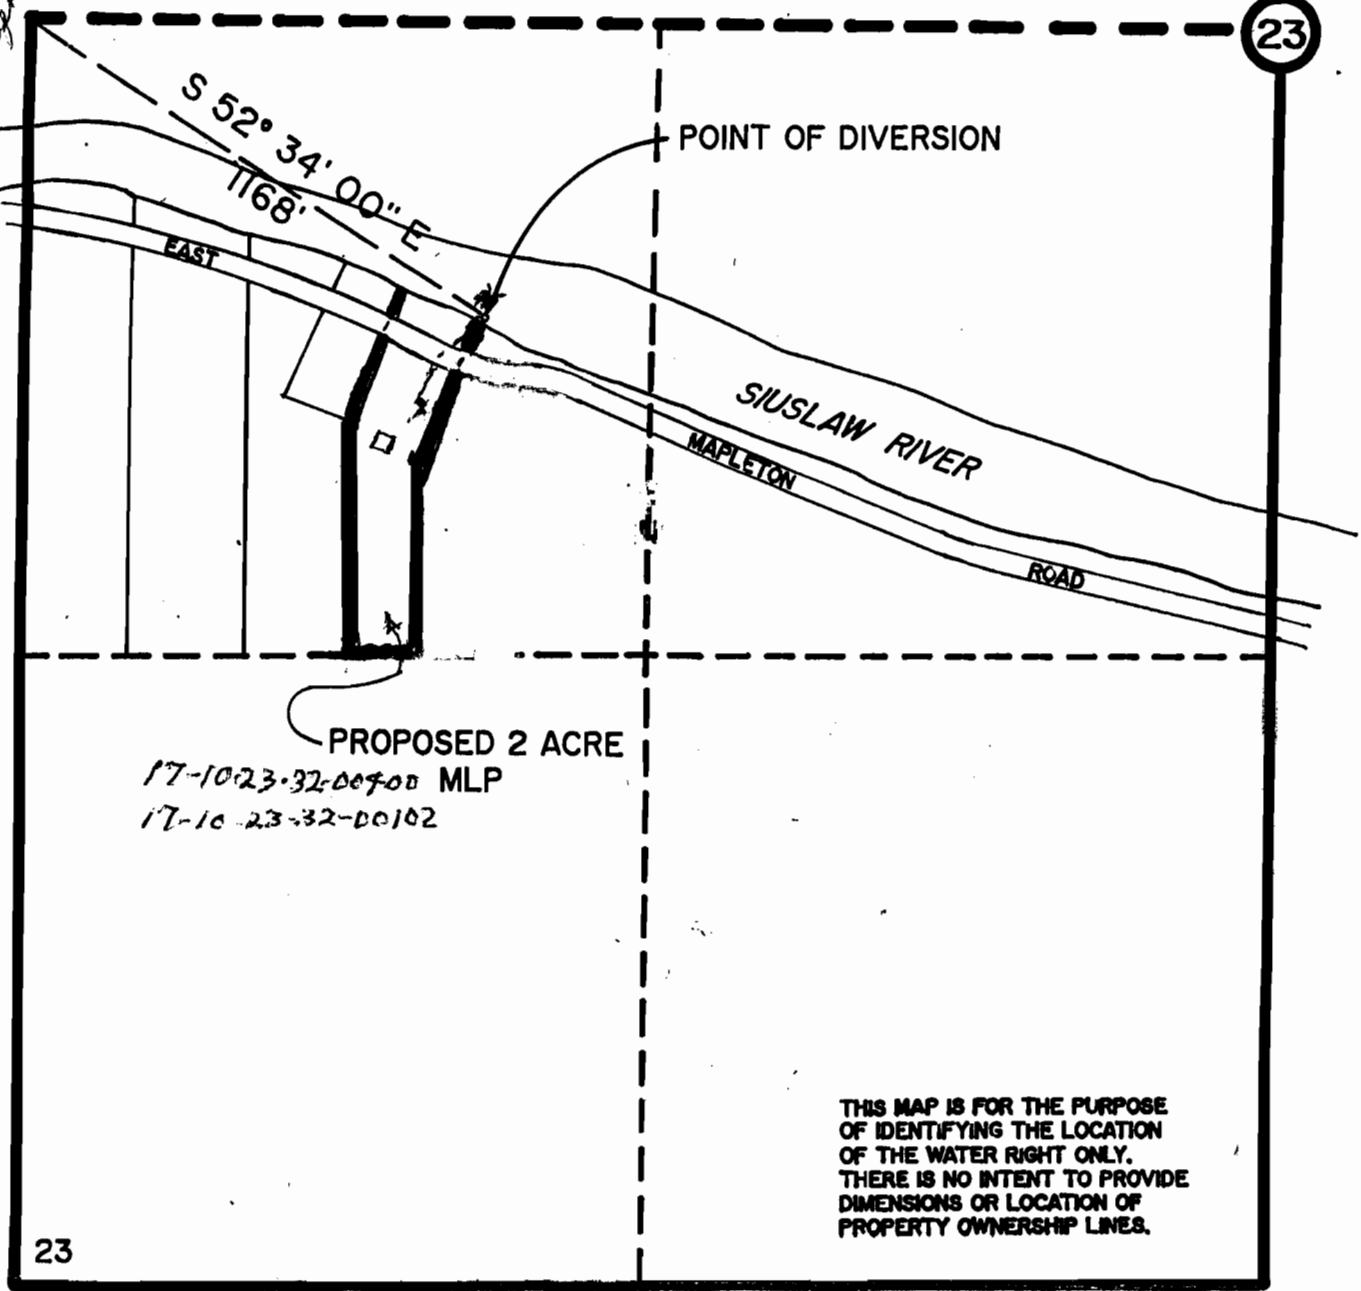 23
S 52° 34' 00" E
1168'
POINT OF DIVERSION
EAST
SIUSLAW RIVER
MAPLETON
ROAD
PROPOSED 2 ACRE
17-10-23-32-00400 MLP
17-10-23-32-00102
THIS MAP IS FOR THE PURPOSE
OF IDENTIFYING THE LOCATION
OF THE WATER RIGHT ONLY.
THERE IS NO INTENT TO PROVIDE
DIMENSIONS OR LOCATION OF
PROPERTY OWNERSHIP LINES.
23